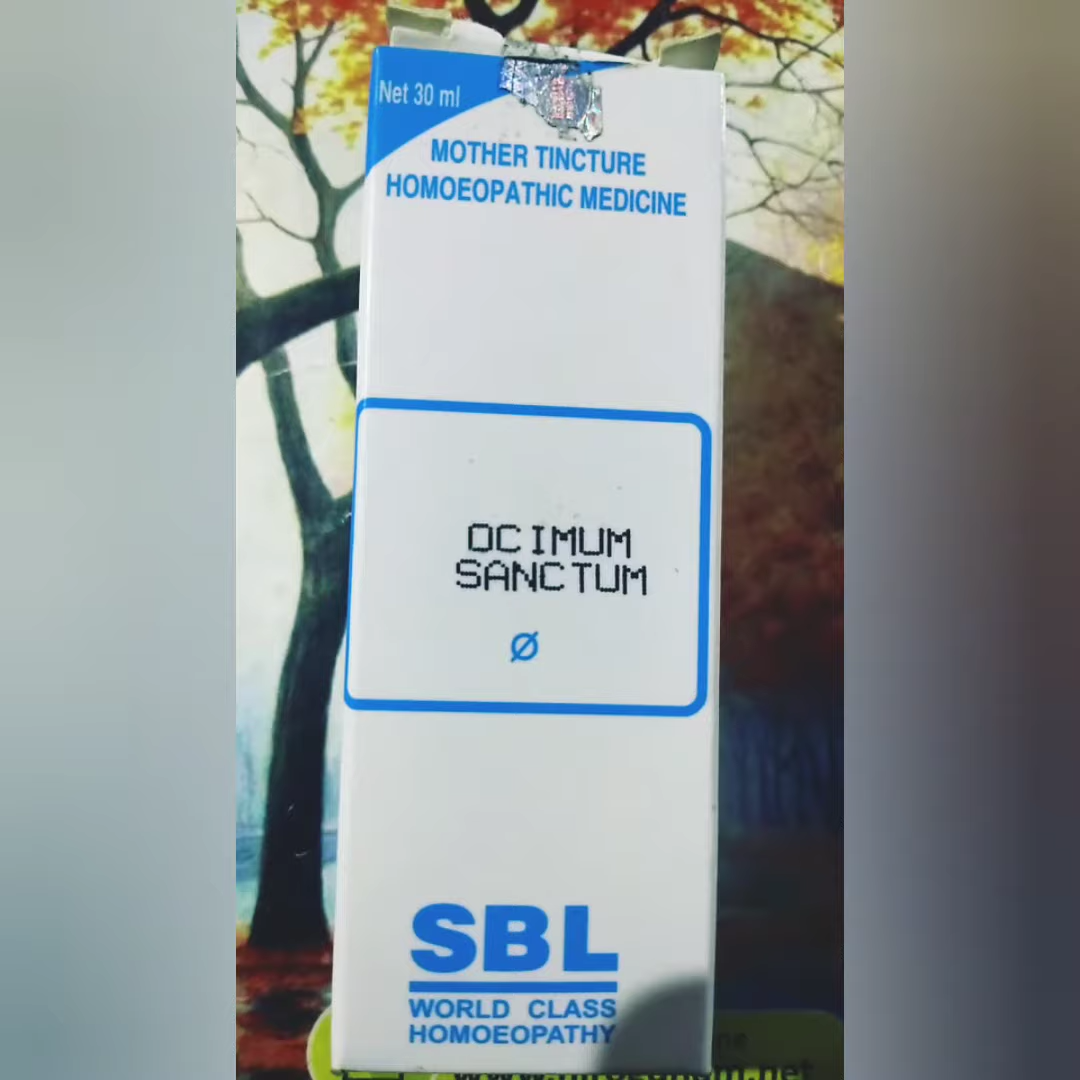 Net 30 ml
MOTHER TINCTURE
HOMOEOPATHIC MEDICINE
OCIMUM
SANCTUM
Ø
SBL
WORLD CLASS
HOMOEOPATHY